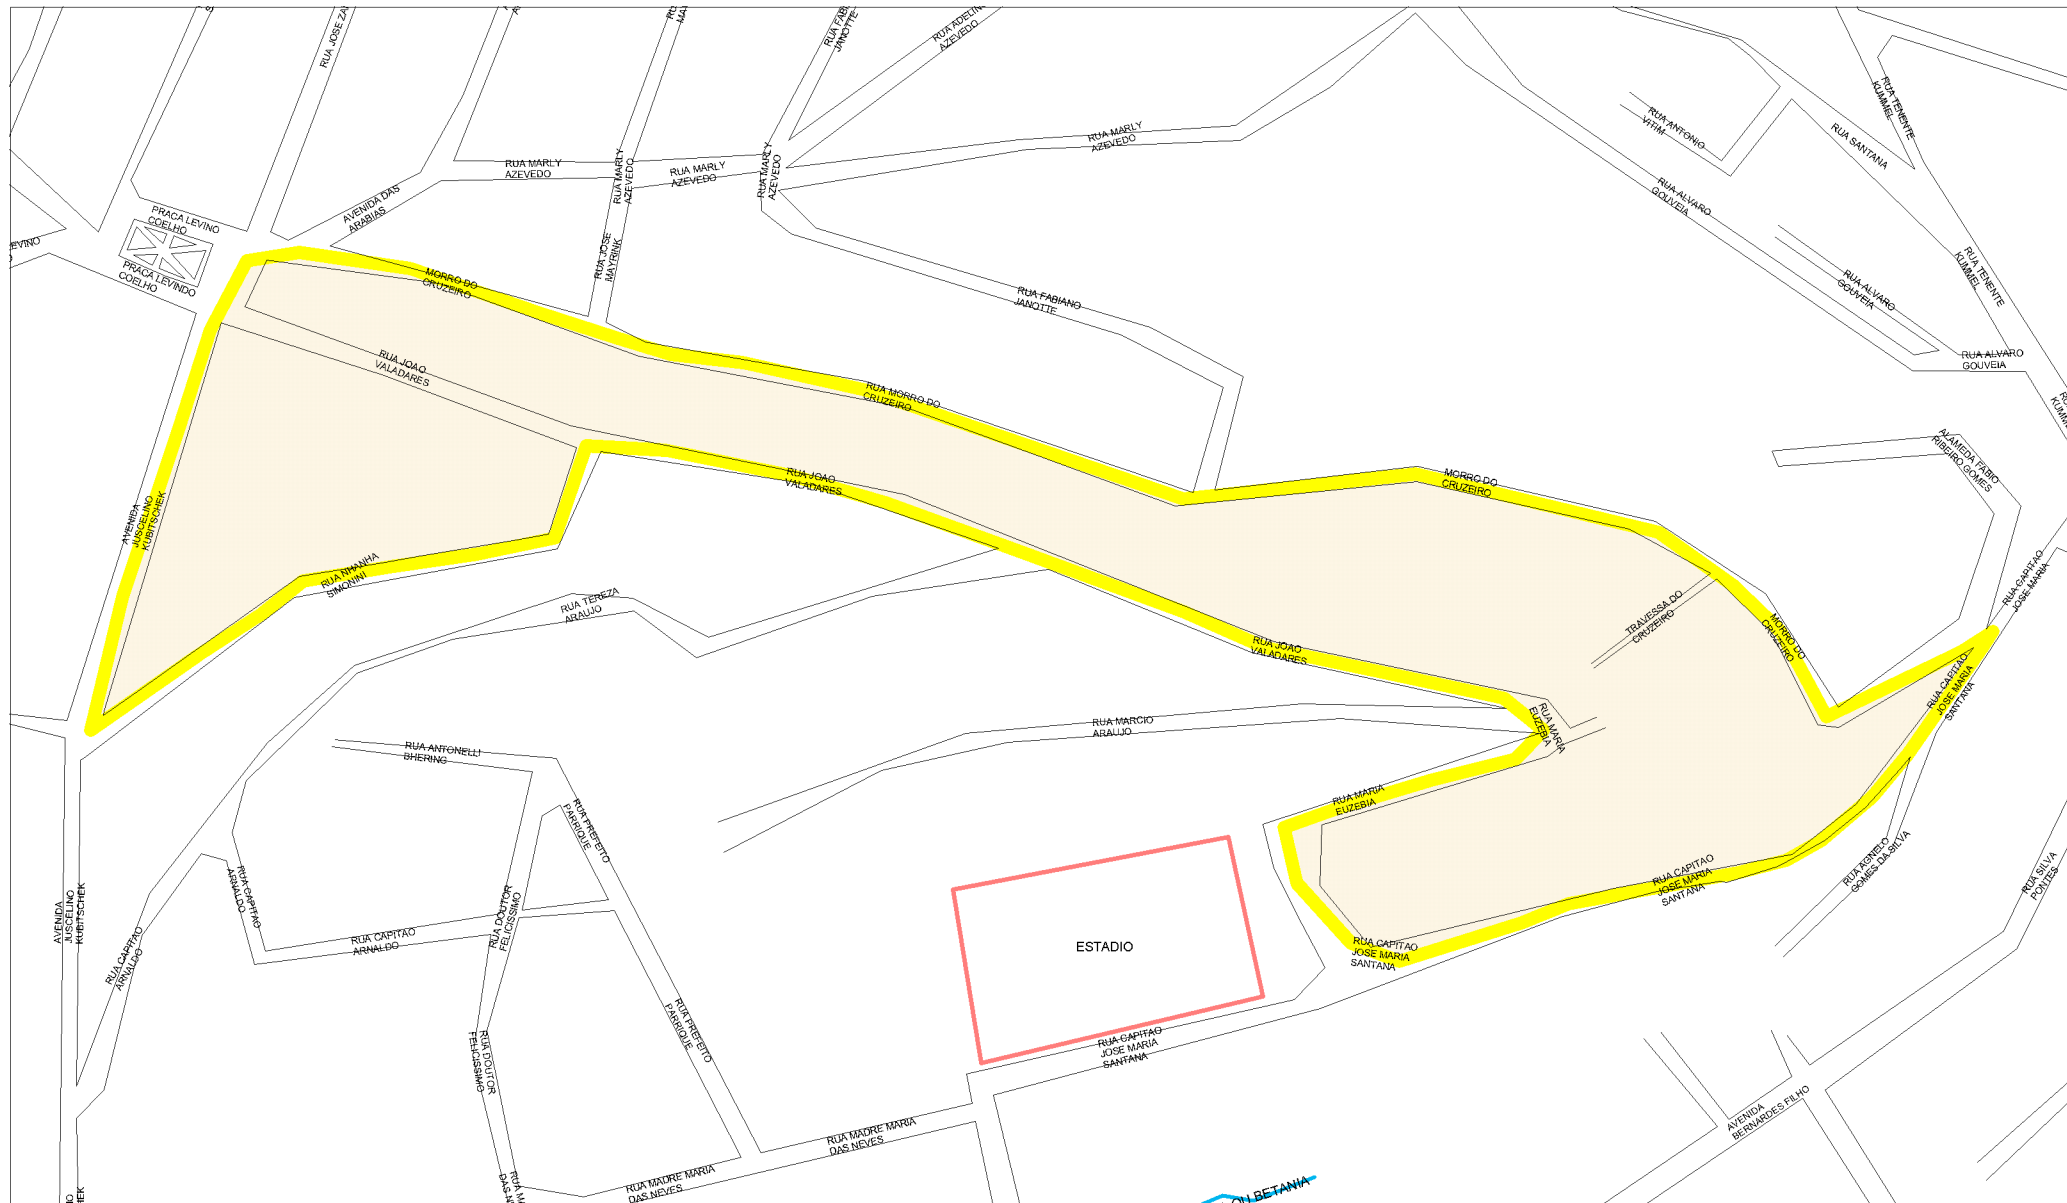 RUA JOSE
RUA ADELINO
AZEVEDO
JANOTTE
RUA TENENTE
KUMMEL
RUA ANTONIO
VITIM
RUA SANTANA
RUA MARLY
AZEVEDO
RUA MARLY
AZEVEDO
RUA MARLY
AZEVEDO
RUA MARLY
AZEVEDO
RUA MARLY
AZEVEDO
AVENIDA DAS
ARABIAS
RUA ALVARO
GOUVEIA
PRACA LEVINO
COELHO
PRACA LEVINDO
COELHO
RUA JOSE
MAYRINK
RUA TENENTE
KUMMEL
RUA ALVARO
GOUVEIA
MORRO DO
CRUZEIRO
RUA FABIANO
JANOTTE
RUA ALVARO
GOUVEIA
RUA JOAO
VALADARES
RUA MORRO DO
CRUZEIRO
ALAMEDA FABIO
RIBEIRO GOMES
RUA JOAO
VALADARES
MORRO DO
CRUZEIRO
AVENIDA
JUSCELINO
KUBITSCHEK
RUA NHANHA
SIMONINI
RUA CAPITAO
JOSE MARIA
RUA TEREZA
ARAUJO
TRAVESSA DO
CRUZEIRO
MORRO DO
CRUZEIRO
RUA JOAO
VALADARES
RUA CAPITAO
JOSE MARIA
SANTANA
RUA MARCIO
ARAUJO
RUA MARIA
EUZEBIA
RUA ANTONELLI
BHERING
RUA MARIA
EUZEBIA
RUA PREFEITO
PARRIQUE
RUA CAPITAO
JOSE MARIA
SANTANA
RUA AGNELO
GOMES DA SILVA
RUA SILVA
PONTES
RUA CAPITAO
ARNALDO
AVENIDA
JUSCELINO
KUBITSCHEK
RUA CAPITAO
ARNALDO
RUA CAPITAO
ARNALDO
RUA DOUTOR
FELICISSIMO
ESTADIO
RUA CAPITAO
JOSE MARIA
SANTANA
RUA PREFEITO
PARRIQUE
RUA DOUTOR
FELICISSIMO
RUA CAPITAO
JOSE MARIA
SANTANA
AVENIDA
BERNARDES FILHO
RUA MADRE MARIA
DAS NEVES
RUA MADRE MARIA
DAS NEVES
BETANIA